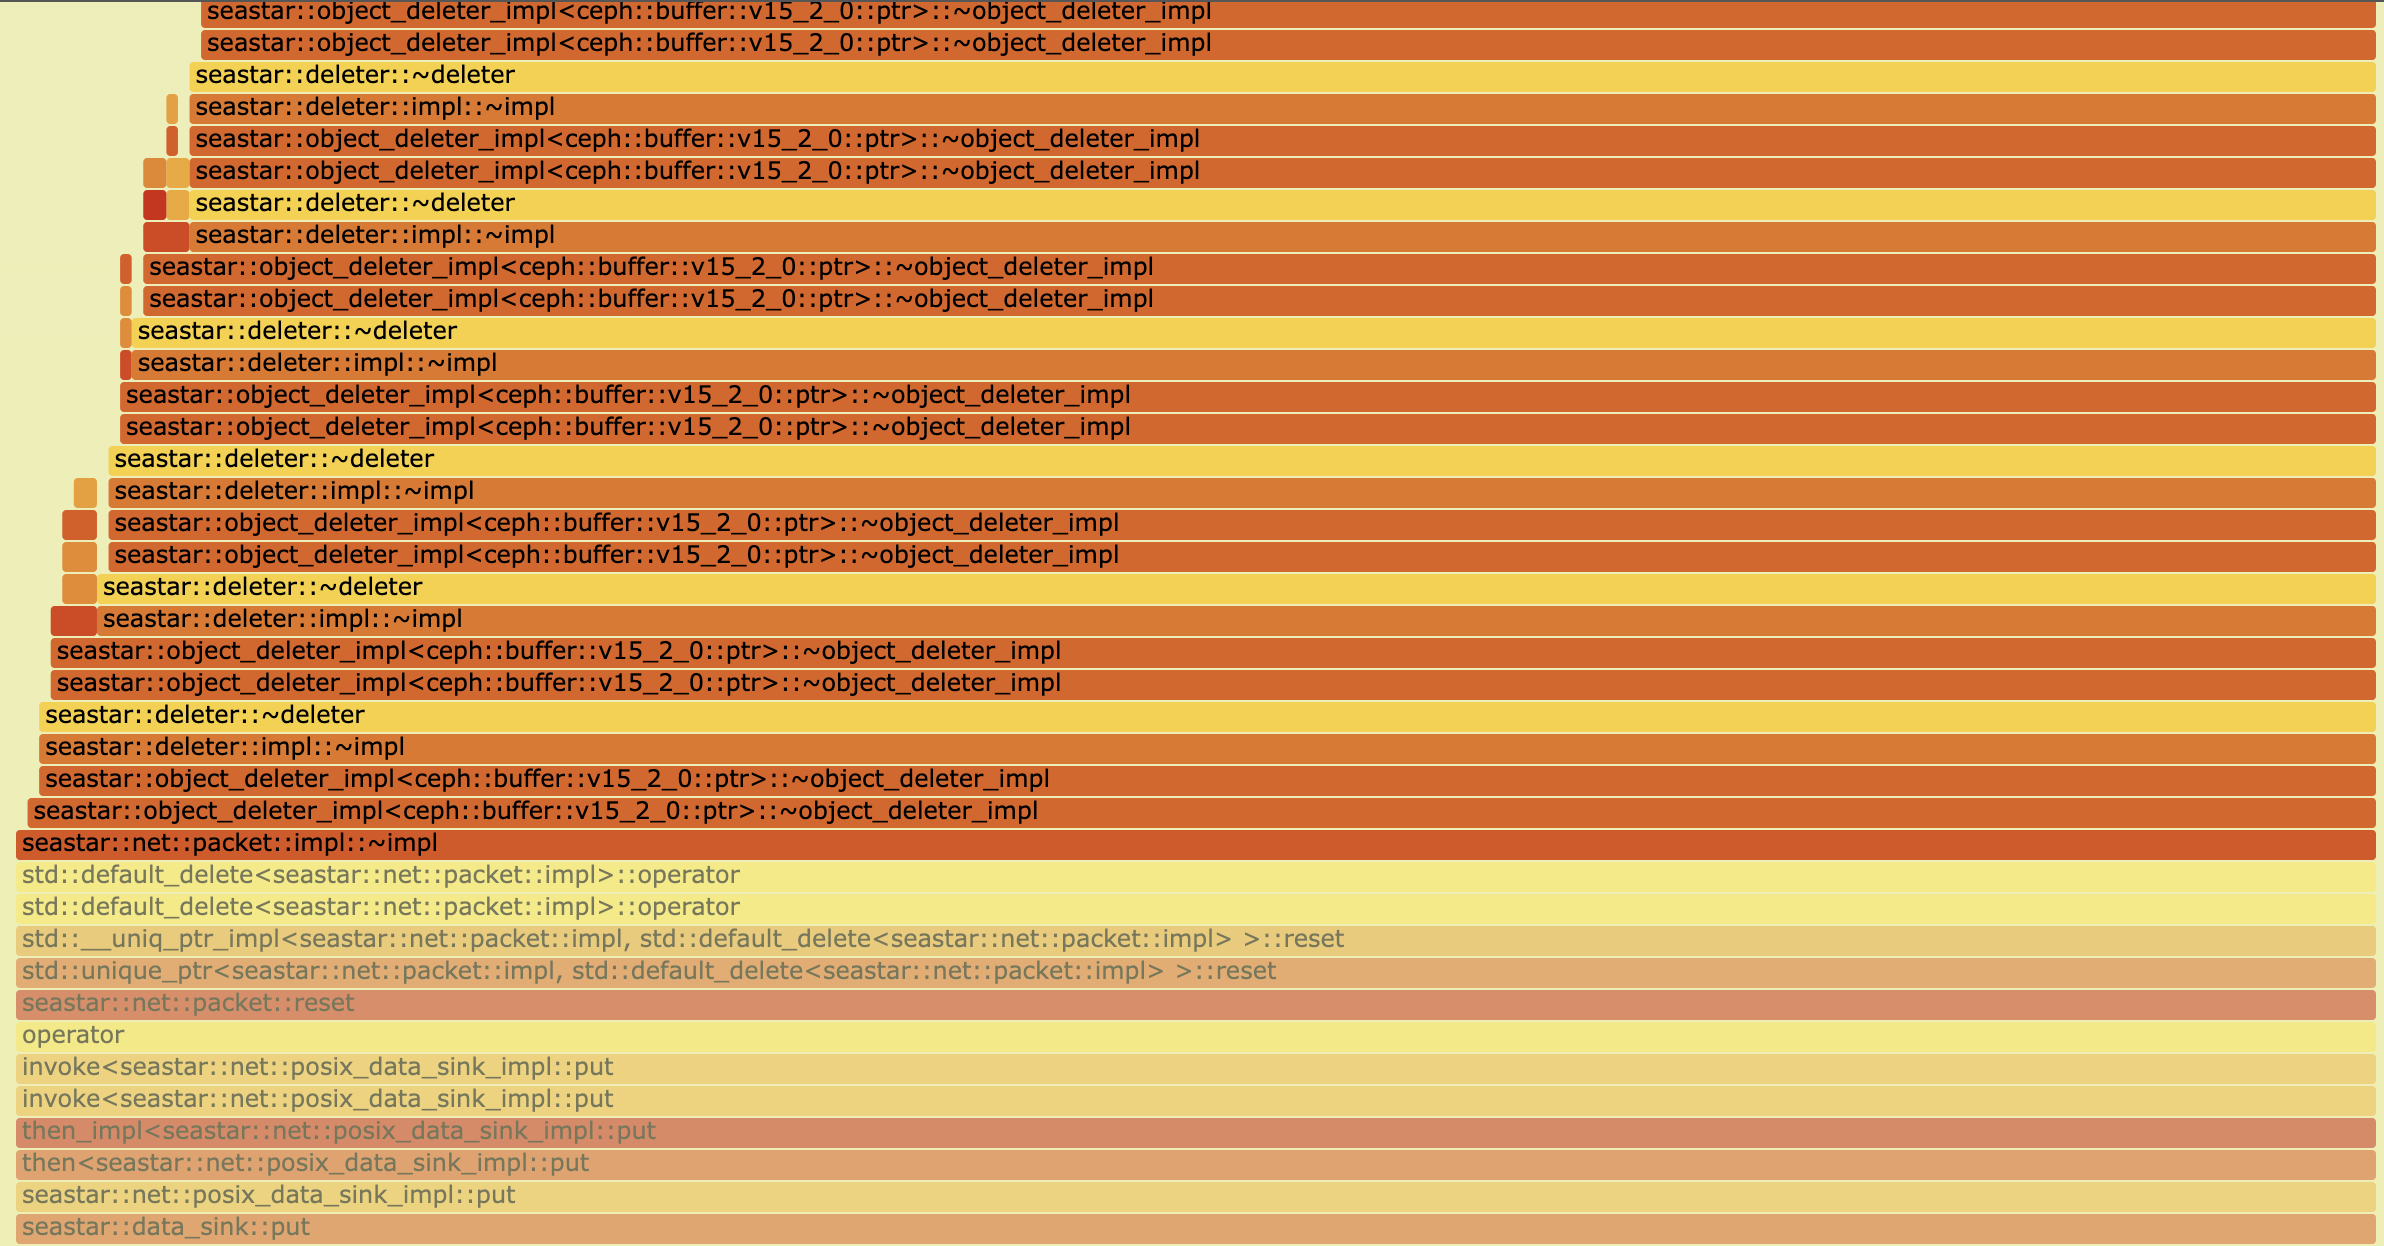 seastar::object_deleter_impl<ceph::buffer::v15_2_0::ptr>::~object_deleter_impl
seastar::object_deleter_impl<ceph::buffer::v15_2_0::ptr>::~object_deleter_impl
seastar::deleter::~deleter
seastar::deleter::impl::~impl
seastar::object_deleter_impl<ceph::buffer::v15_2_0::ptr>::~object_deleter_impl
seastar::object_deleter_impl<ceph::buffer::v15_2_0::ptr>::~object_deleter_impl
seastar::deleter::~deleter
seastar::deleter::impl::~impl
seastar::object_deleter_impl<ceph::buffer::v15_2_0::ptr>::~object_deleter_impl
seastar::object_deleter_impl<ceph::buffer::v15_2_0::ptr>::~object_deleter_impl
seastar::deleter::~deleter
seastar::deleter::impl::~impl
seastar::object_deleter_impl<ceph::buffer::v15_2_0::ptr>::~object_deleter_impl
seastar::object_deleter_impl<ceph::buffer::v15_2_0::ptr>::~object_deleter_impl
seastar::deleter::~deleter
seastar::deleter::impl::~impl
seastar::object_deleter_impl<ceph::buffer::v15_2_0::ptr>::~object_deleter_impl
seastar::object_deleter_impl<ceph::buffer::v15_2_0::ptr>::~object_deleter_impl
seastar::deleter::~deleter
seastar::deleter::impl::~impl
seastar::object_deleter_impl<ceph::buffer::v15_2_0::ptr>::~object_deleter_impl
seastar::object_deleter_impl<ceph::buffer::v15_2_0::ptr>::~object_deleter_impl
seastar::deleter::~deleter
seastar::deleter::impl::~impl
seastar::object_deleter_impl<ceph::buffer::v15_2_0::ptr>::~object_deleter_impl
seastar::object_deleter_impl<ceph::buffer::v15_2_0::ptr>::~object_deleter_impl
seastar::net::packet::impl::~impl
std::default_delete<seastar::net::packet::impl>::operator
std::default_delete<seastar::net::packet::impl>::operator
std::__uniq_ptr_impl<seastar::net::packet::impl, std::default_delete<seastar::net::packet::impl> >::reset
std::unique_ptr<seastar::net::packet::impl, std::default_delete<seastar::net::packet::impl> >::reset
seastar::net::packet::reset
operator
invoke<seastar::net::posix_data_sink_impl::put
invoke<seastar::net::posix_data_sink_impl::put
then_impl<seastar::net::posix_data_sink_impl::put
then<seastar::net::posix_data_sink_impl::put
seastar::net::posix_data_sink_impl::put
seastar::data_sink::put